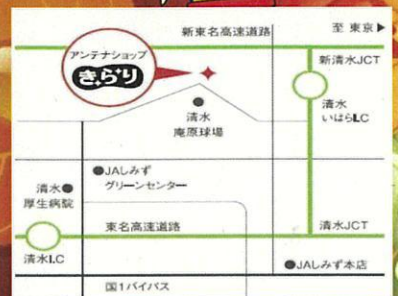 新東名高速道路
至 東京▶
アンテナショップ
きらり
新清水JCT
清水
いはらI.C
清水
庵原球場
●JAしみず
グリーンセンター
清水●
厚生病院
東名高速道路
清水JCT
清水I.C
●JAしみず本店
国1バイパス